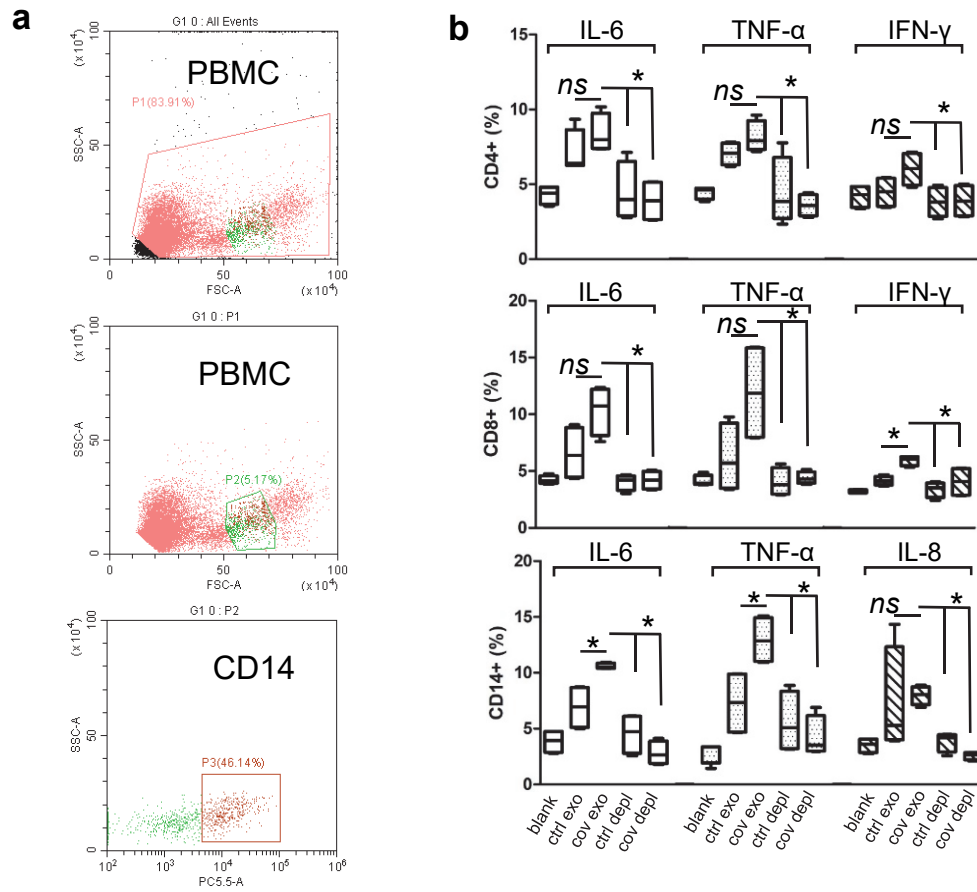 a
G1 0 : All Events
PBMC
P1(83.91%)
SSC-A
(x10⁴)
0 50 100
0 50 100
FSC-A
(x10⁴)
G1 0 : P1
PBMC
P2(5.17%)
SSC-A
(x10⁴)
0 50 100
0 50 100
FSC-A
(x10⁴)
G1 0 : P2
CD14
P3(46.14%)
SSC-A
(x10⁴)
0 50 100
10² 10³ 10⁴ 10⁵ 10⁶
PC5.5-A
b
IL-6 TNF-α IFN-γ
ns * ns * ns *
CD4+ (%)
15
10
5
0
IL-6 TNF-α IFN-γ
ns * ns * * *
CD8+ (%)
20
15
10
5
0
IL-6 TNF-α IL-8
* * * * ns *
CD14+ (%)
20
15
10
5
0
blank ctrl exo cov exo ctrl depl cov depl
blank ctrl exo cov exo ctrl depl cov depl
blank ctrl exo cov exo ctrl depl cov depl